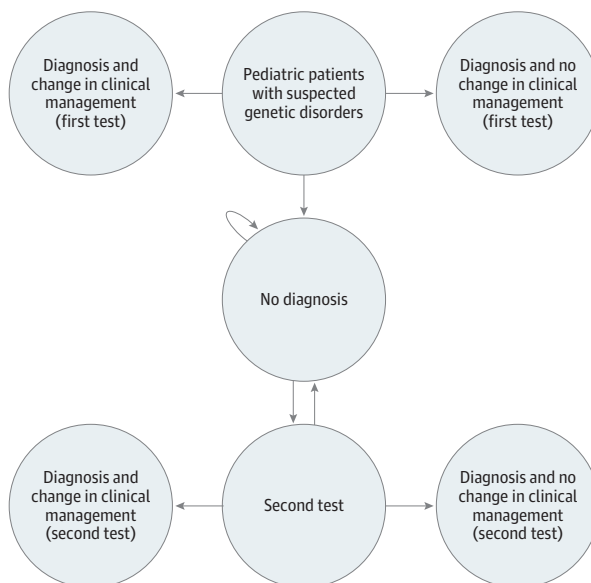 Diagnosis and
change in clinical
management
(first test)
Pediatric patients
with suspected
genetic disorders
Diagnosis and no
change in clinical
management
(first test)
No diagnosis
Diagnosis and
change in clinical
management
(second test)
Second test
Diagnosis and no
change in clinical
management
(second test)